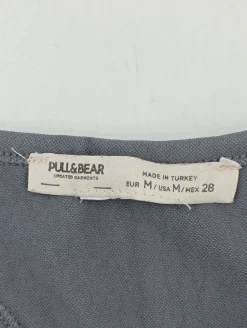 PULL&BEAR
UPDATED GARMENTS
MADE IN TURKEY
EUR M / USA M / MEX 28